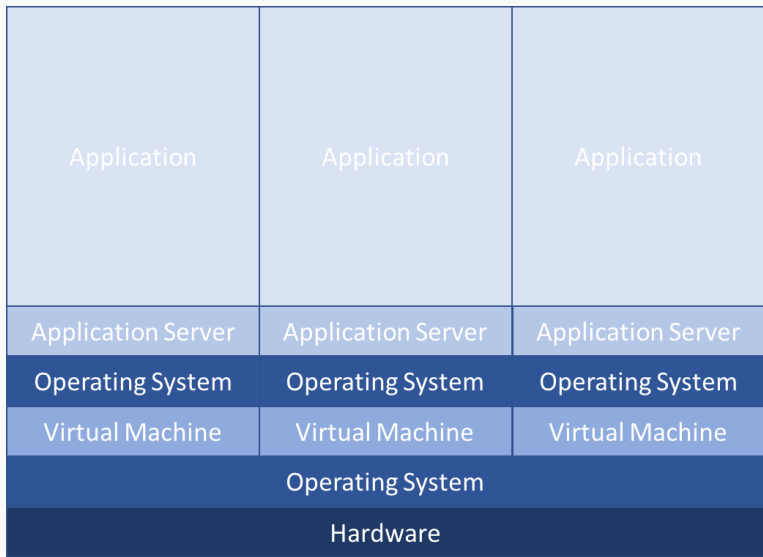 Application
Application
Application
Application Server
Application Server
Application Server
Operating System
Operating System
Operating System
Virtual Machine
Virtual Machine
Virtual Machine
Operating System
Hardware